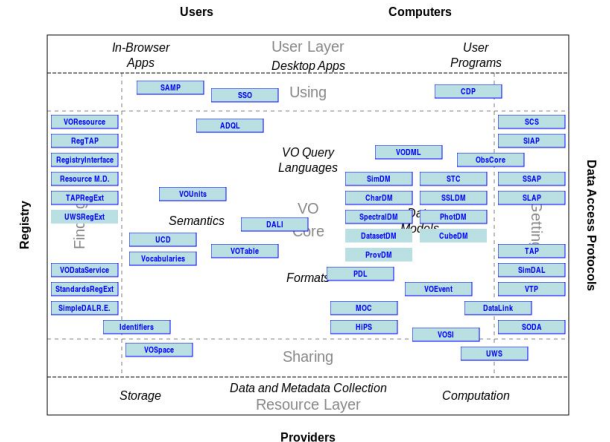 Users
Computers
In-Browser
Apps
User Layer
Desktop Apps
User
Programs
SAMP
SSO
Using
CDP
VOResource
ADQL
SCS
RegTAP
SIAP
RegistryInterface
VO Query
Languages
VODML
ObsCore
Resource M.D.
SimDM
STC
SSAP
TAPRegExt
VOUnits
CharDM
SSLDM
SLAP
UWSRegExt
Semantics
VO
Core
SpectralDM
Data
Models
PhotDM
Registry
Finding
DALI
DatasetDM
CubeDM
Getting
Data Access Protocols
UCD
VOTable
ProvDM
TAP
Vocabularies
VODataService
Formats
PDL
SimDAL
StandardsRegExt
VOEvent
VTP
SimpleDALR.E.
MOC
DataLink
Identifiers
HiPS
VOSI
SODA
VOSpace
Sharing
UWS
Storage
Data and Metadata Collection
Resource Layer
Computation
Providers